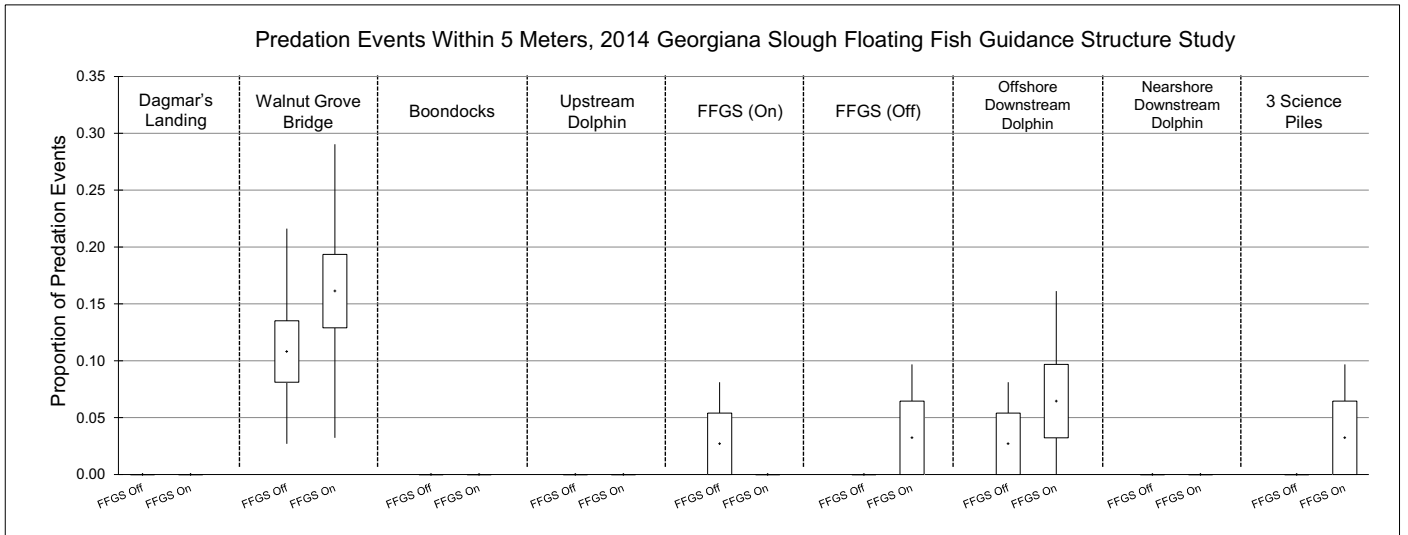 Predation Events Within 5 Meters, 2014 Georgiana Slough Floating Fish Guidance Structure Study
Proportion of Predation Events
0.35
0.30
0.25
0.20
0.15
0.10
0.05
0.00
Dagmar's
Landing
Walnut Grove
Bridge
Boondocks
Upstream
Dolphin
FFGS (On)
FFGS (Off)
Offshore
Downstream
Dolphin
Nearshore
Downstream
Dolphin
3 Science
Piles
FFGS Off
FFGS On
FFGS Off
FFGS On
FFGS Off
FFGS On
FFGS Off
FFGS On
FFGS Off
FFGS On
FFGS Off
FFGS On
FFGS Off
FFGS On
FFGS Off
FFGS On
FFGS Off
FFGS On